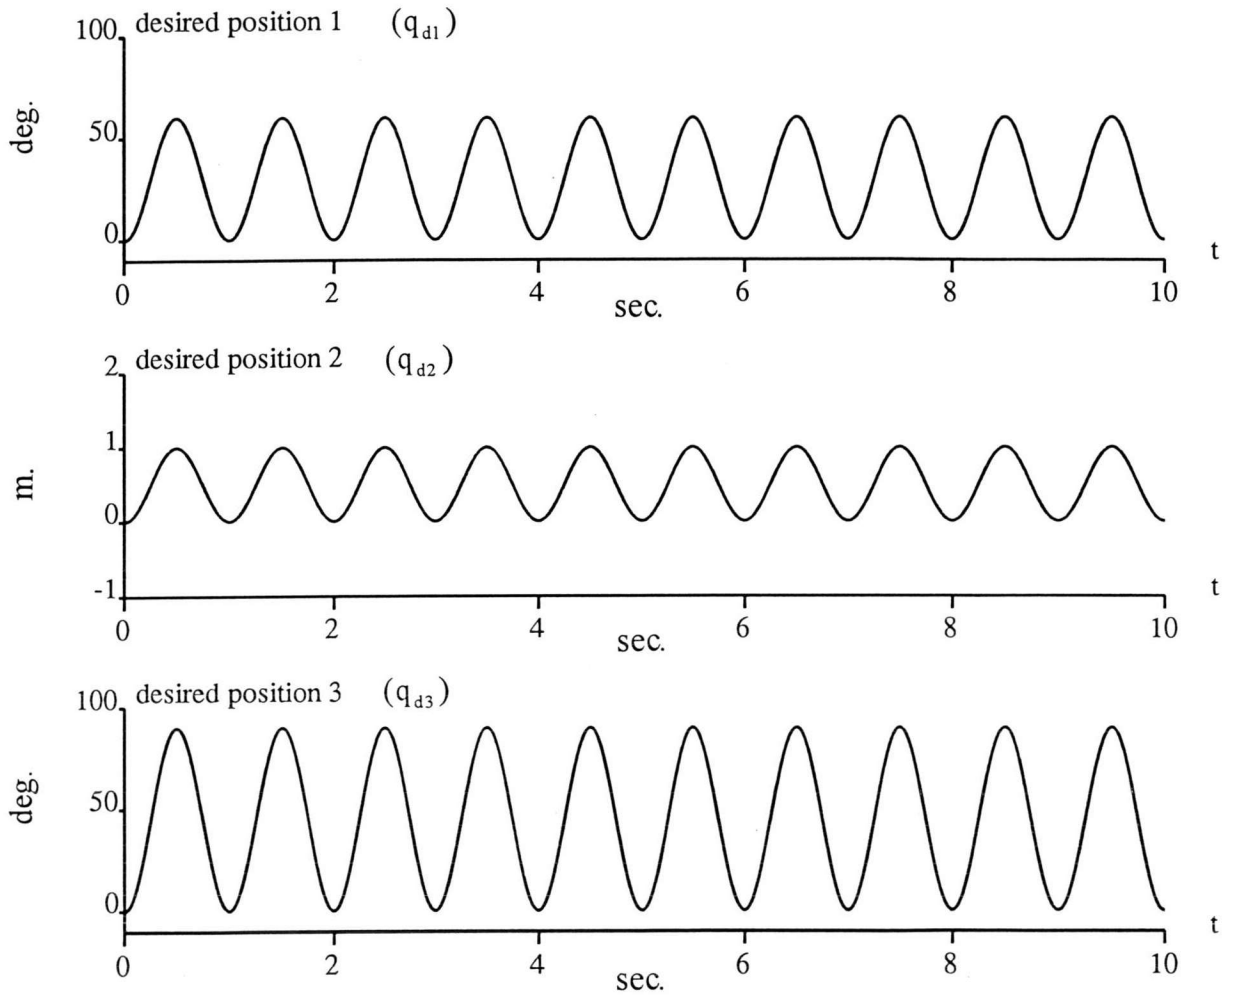 desired position 1 (q_d1)
100
50
0
deg.
0 2 4 6 8 10
sec.
t
desired position 2 (q_d2)
2
1
0
-1
m.
0 2 4 6 8 10
sec.
t
desired position 3 (q_d3)
100
50
0
deg.
0 2 4 6 8 10
sec.
t